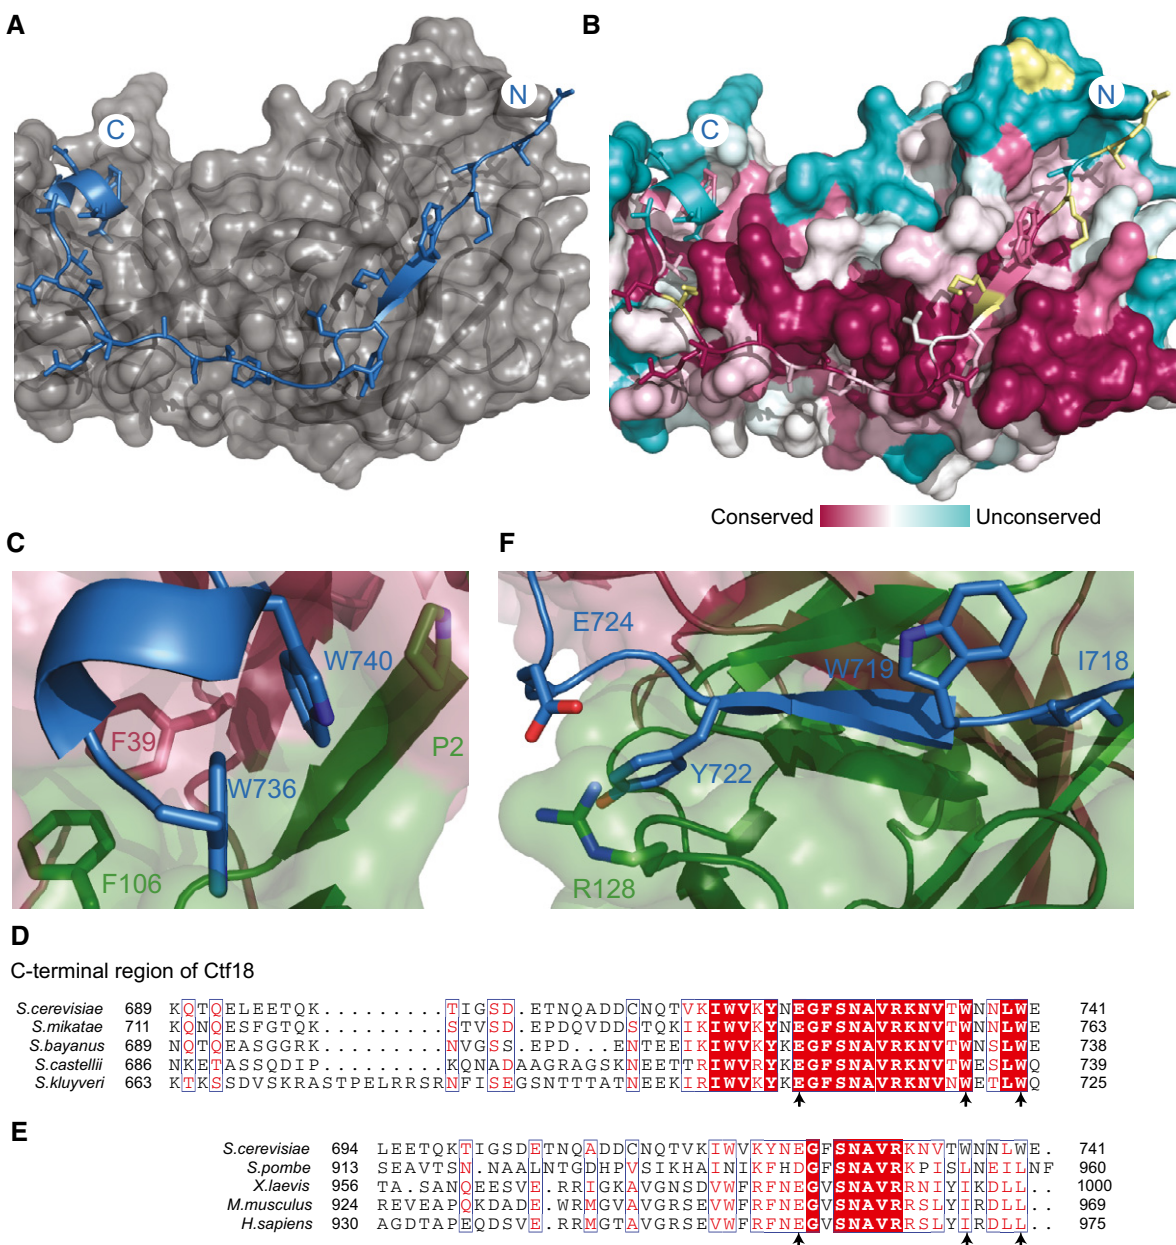 A
B
C
N
C
N
Conserved
Unconserved
C
F
W740
F39
P2
W736
F106
E724
W719
I718
Y722
R128
D
C-terminal region of Ctf18
S.cerevisiae 689 KQTQELEETQK..........TIGSD.ETNQADDCNQTVKIWVKYNEGFSNAVRKNVTWNNLWE 741
S.mikatae 711 KQNQESFGTQK..........STVSD.EPDQVDDSTQKIKIWVKYNEGFSNAVRKNVTWNNLWE 763
S.bayanus 689 NQTQEASGGRK..........NVGSS.EPD...ENTEEIKIWVKYNEGFSNAVRKNVTWNSLWE 738
S.castellii 686 NKETASSQDIP..........KQNADAAGRAGSKNEETTRIWVRYKEGFSNAVRKNVTWESLWQ 739
S.kluyveri 663 KTKSSDVSKRASTPELRRSRNFISEGSNTTTATNEEKIRIWVKYKEGFSNAVRKNVTNWETLWQ 725
E
S.cerevisiae 694 LEETQKTIGSDETNQADDCNQTVKIWVKYNEGFSNAVRKNVTWNNLWE. 741
S.pombe 913 SEAVTSN.NAALNTGDHPVSIKHAINIKFHDGFSNAVRKPISLNEILNF 960
X.laevis 956 TA.SANQEESVE.RRIGKAVGNSDVWFRFNEGVSNAVRRNIYIKDLL.. 1000
M.musculus 924 REVEAPQKDADE.WRMGVAVGRSEVWFRFNEGVSNAVRRSLYIRDLL.. 969
H.sapiens 930 AGDTAPEQDSVE.RRMGTAVGRSEVWFRFNEGVSNAVRRSLYIRDLL.. 975